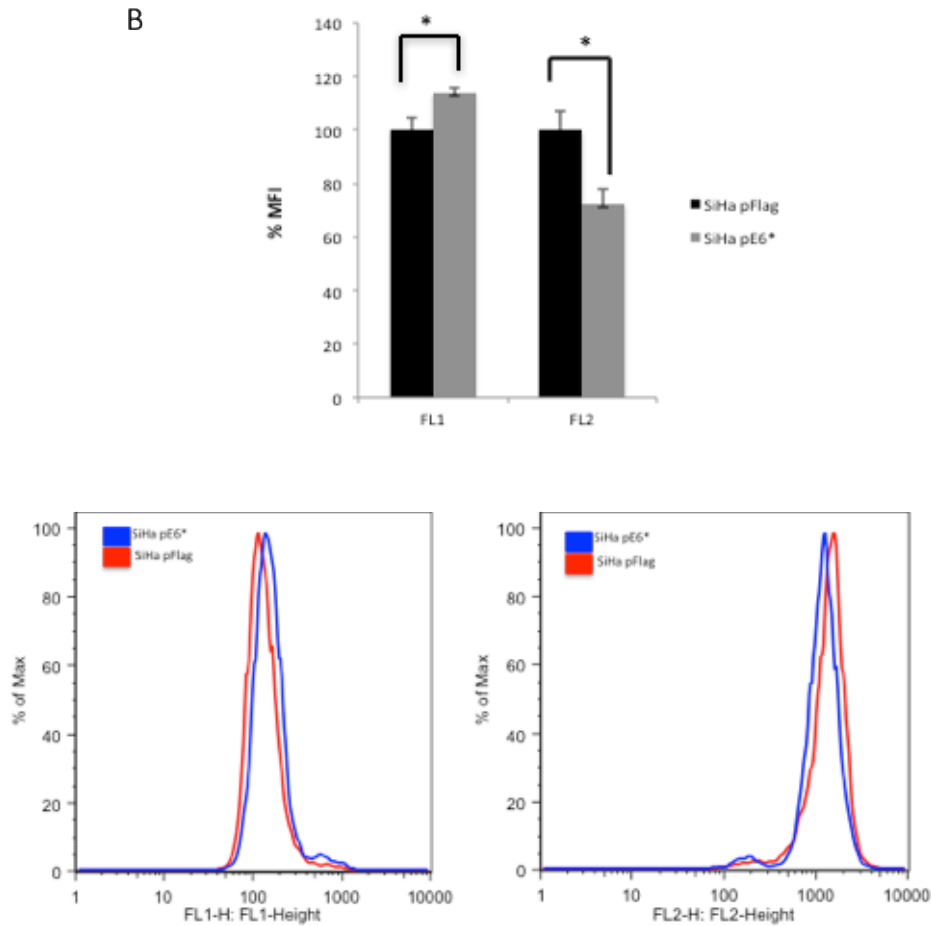 B
140
*
*
120
100
80
60
40
20
0
% MFI
FL1
FL2
SiHa pFlag
SiHa pE6*
100
80
60
40
20
0
% of Max
SiHa pE6*
SiHa pFlag
1
10
100
1000
10000
FL1-H: FL1-Height
100
80
60
40
20
0
% of Max
SiHa pE6*
SiHa pFlag
1
10
100
1000
10000
FL2-H: FL2-Height